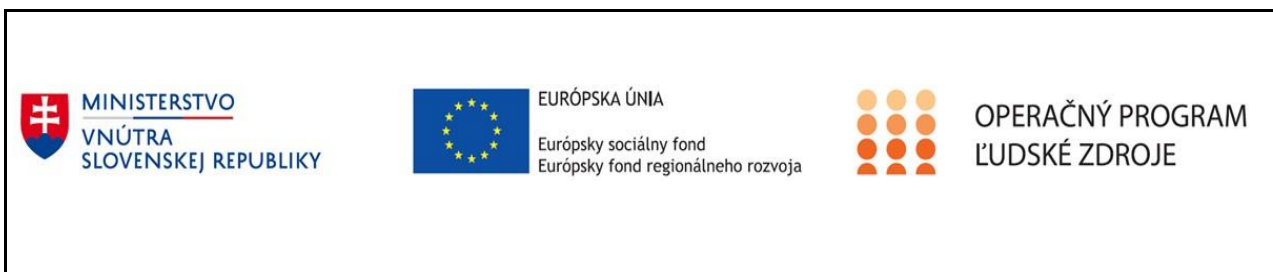 MINISTERSTVO
VNÚTRA
SLOVENSKEJ REPUBLIKY
EURÓPSKA ÚNIA
Európsky sociálny fond
Európsky fond regionálneho rozvoja
OPERAČNÝ PROGRAM
ĽUDSKÉ ZDROJE